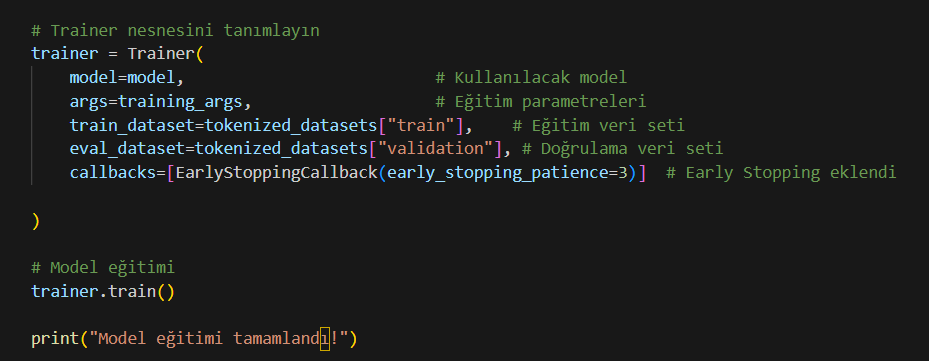 # Trainer nesnesini tanımlayın
trainer = Trainer(
    model=model,                          # Kullanılacak model
    args=training_args,                   # Eğitim parametreleri
    train_dataset=tokenized_datasets["train"],    # Eğitim veri seti
    eval_dataset=tokenized_datasets["validation"], # Doğrulama veri seti
    callbacks=[EarlyStoppingCallback(early_stopping_patience=3)]  # Early Stopping eklendi
)
# Model eğitimi
trainer.train()
print("Model eğitimi tamamlandı!")